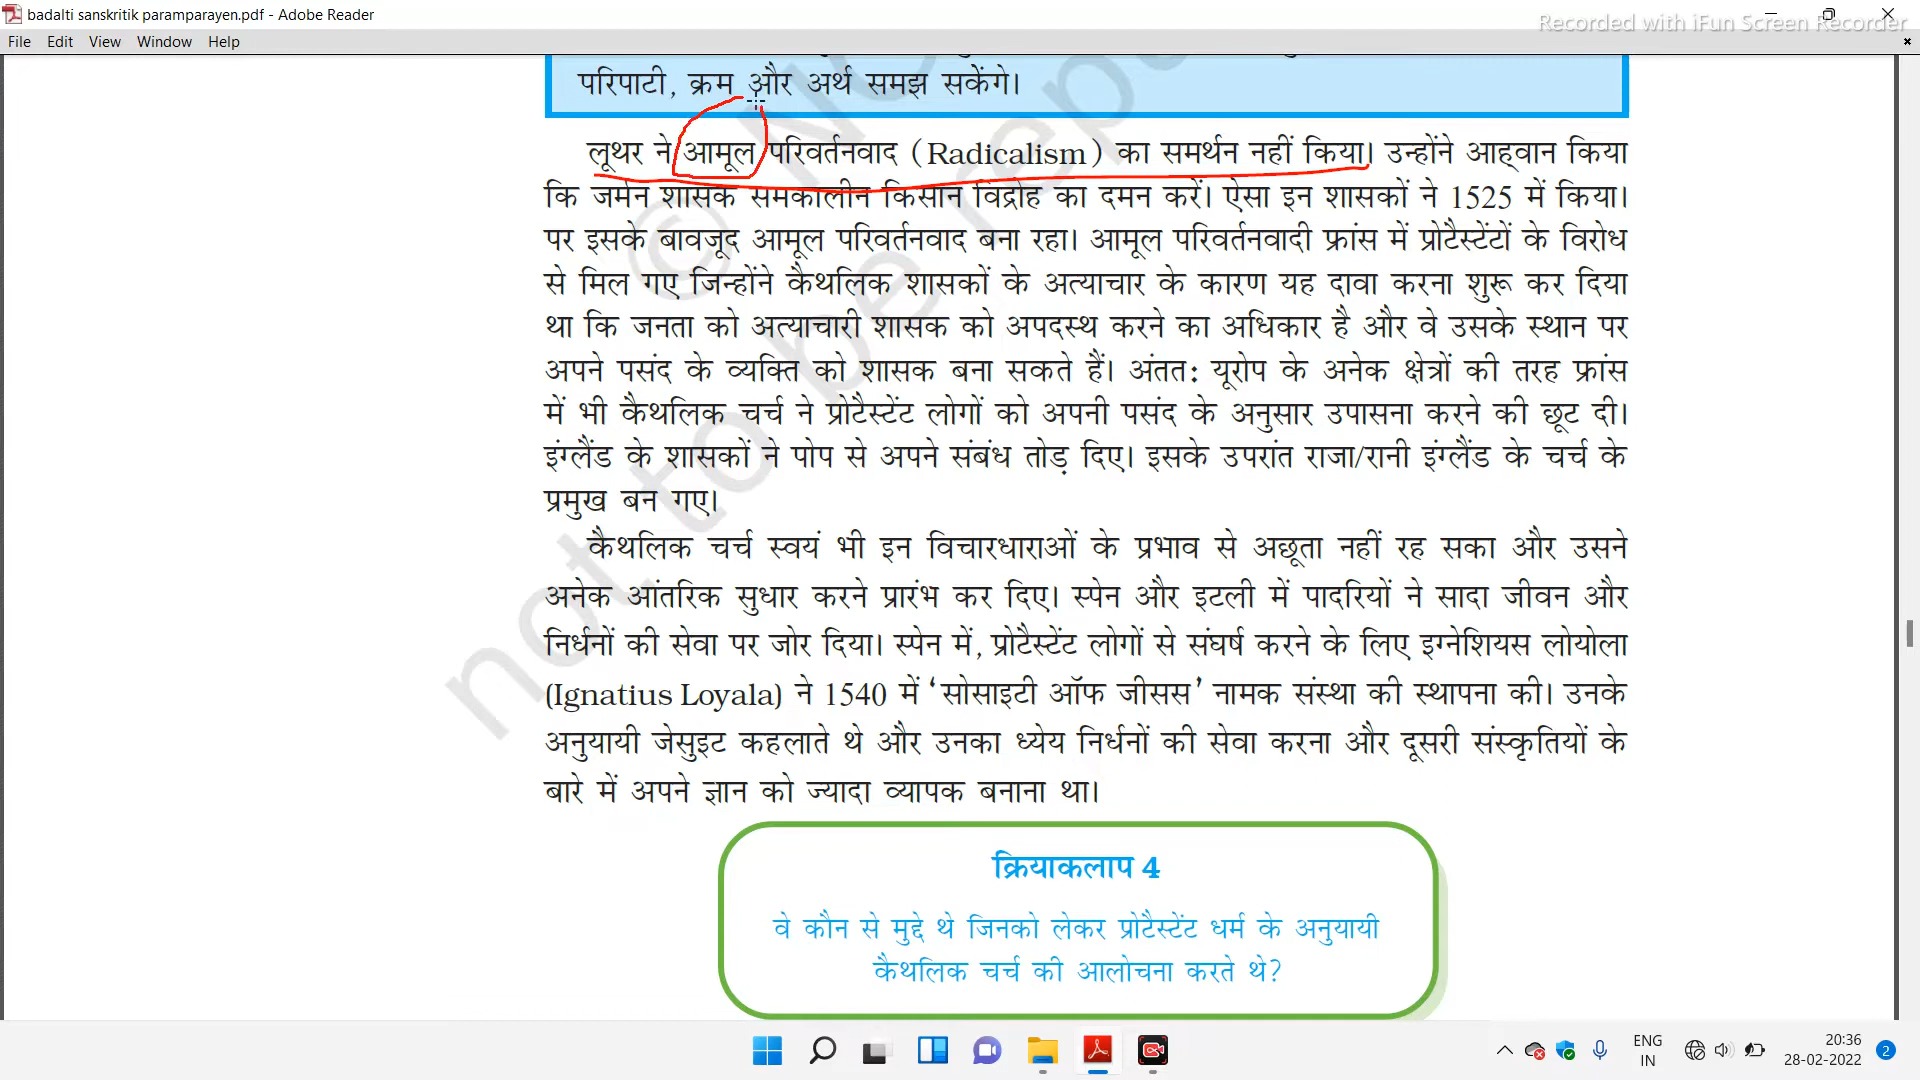 badalti sanskritik paramparayen.pdf - Adobe Reader
Recorded with iFun Screen Recorder
File Edit View Window Help
परिपाटी, क्रम और अर्थ समझ सकेंगे।
लूथर ने आमूल परिवर्तनवाद (Radicalism) का समर्थन नहीं किया। उन्होंने आह्वान किया
कि जर्मन शासक समकालीन किसान विद्रोह का दमन करें। ऐसा इन शासकों ने 1525 में किया।
पर इसके बावजूद आमूल परिवर्तनवाद बना रहा। आमूल परिवर्तनवादी फ्रांस में प्रोटैस्टेंटों के विरोध
से मिल गए जिन्होंने कैथलिक शासकों के अत्याचार के कारण यह दावा करना शुरू कर दिया
था कि जनता को अत्याचारी शासक को अपदस्थ करने का अधिकार है और वे उसके स्थान पर
अपने पसंद के व्यक्ति को शासक बना सकते हैं। अंततः यूरोप के अनेक क्षेत्रों की तरह फ्रांस
में भी कैथलिक चर्च ने प्रोटैस्टेंट लोगों को अपनी पसंद के अनुसार उपासना करने की छूट दी।
इंग्लैंड के शासकों ने पोप से अपने संबंध तोड़ दिए। इसके उपरांत राजा/रानी इंग्लैंड के चर्च के
प्रमुख बन गए।
कैथलिक चर्च स्वयं भी इन विचारधाराओं के प्रभाव से अछूता नहीं रह सका और उसने
अनेक आंतरिक सुधार करने प्रारंभ कर दिए। स्पेन और इटली में पादरियों ने सादा जीवन और
निर्धनों की सेवा पर जोर दिया। स्पेन में, प्रोटैस्टेंट लोगों से संघर्ष करने के लिए इग्नेशियस लोयोला
(Ignatius Loyala) ने 1540 में ‘सोसाइटी ऑफ जीसस’ नामक संस्था की स्थापना की। उनके
अनुयायी जेसुइट कहलाते थे और उनका ध्येय निर्धनों की सेवा करना और दूसरी संस्कृतियों के
बारे में अपने ज्ञान को ज्यादा व्यापक बनाना था।
क्रियाकलाप 4
वे कौन से मुद्दे थे जिनको लेकर प्रोटैस्टेंट धर्म के अनुयायी
कैथलिक चर्च की आलोचना करते थे?
not to be
ENG
IN
20:36
28-02-2022
2